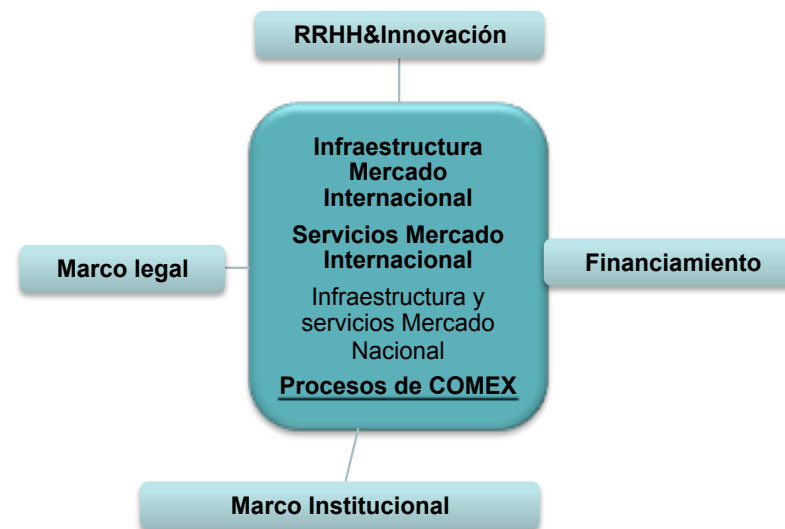 RRHH&Innovación
Infraestructura
Mercado
Internacional
Servicios Mercado
Internacional
Infraestructura y
servicios Mercado
Nacional
Procesos de COMEX
Marco legal
Financiamiento
Marco Institucional